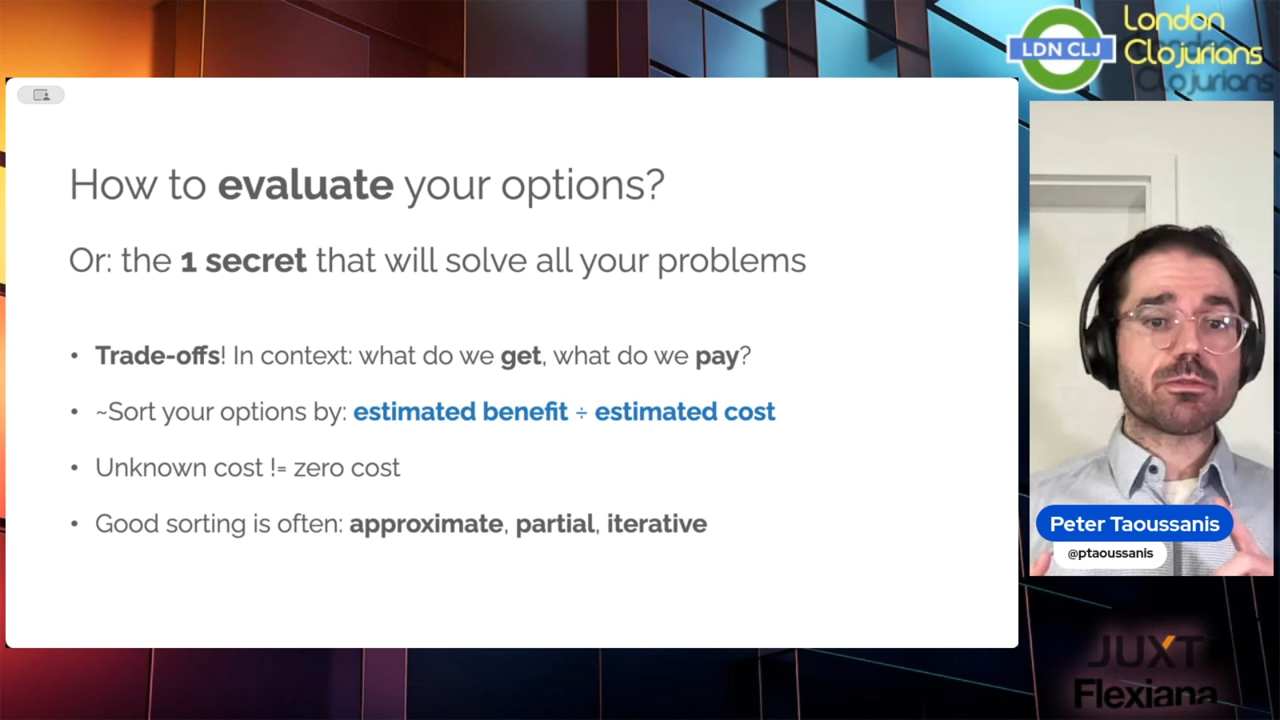 London
LDN CLJ
Clojurians
Clojurians
How to evaluate your options?
Or: the 1 secret that will solve all your problems
• Trade-offs! In context: what do we get, what do we pay?
• ~Sort your options by: estimated benefit ÷ estimated cost
• Unknown cost != zero cost
• Good sorting is often: approximate, partial, iterative
Peter Taoussanis
@ptaoussanis
JUXT
Flexiana